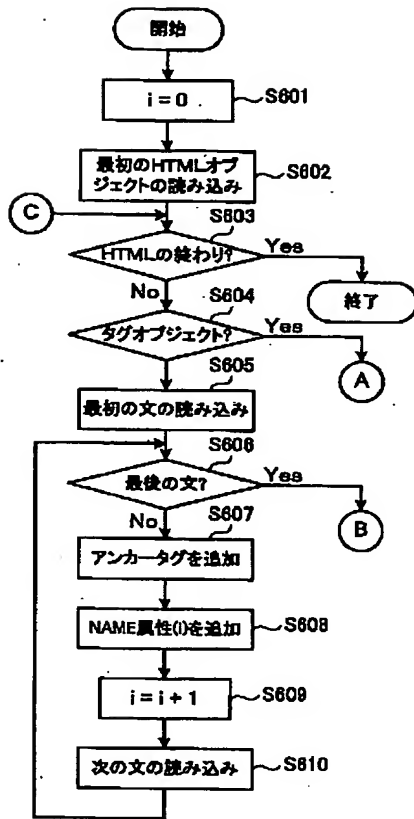 開始
i = 0
S601
最初のHTMLオブ
ジェクトの読み込み
S602
C
S603
HTMLの終わり?
Yes
No
終了
S604
タグオブジェクト?
Yes
A
S605
最初の文の読み込み
S606
最後の文?
Yes
No
B
S607
アンカータグを追加
NAME属性(i)を追加
S608
i = i + 1
S609
次の文の読み込み
S610